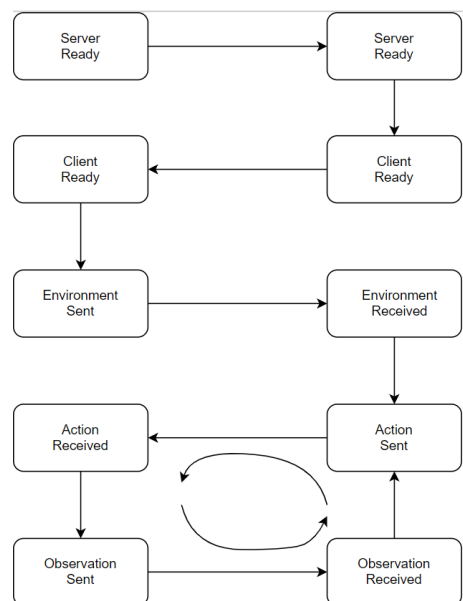 Server
Ready
Server
Ready
Client
Ready
Client
Ready
Environment
Sent
Environment
Received
Action
Received
Action
Sent
Observation
Sent
Observation
Received